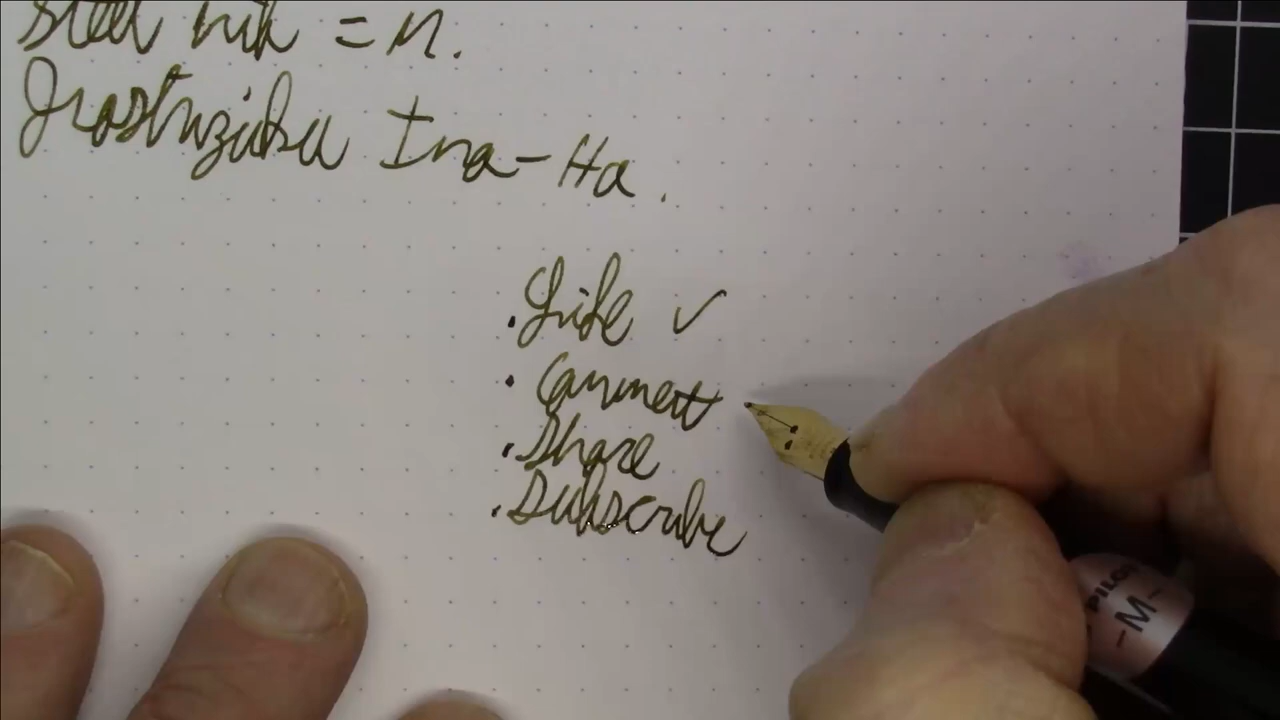 Steel nib = M.
Iroshizuku Ina-Ho.
. Like ✓
. Comment
. Share
. Subscribe
PILOT
-M-